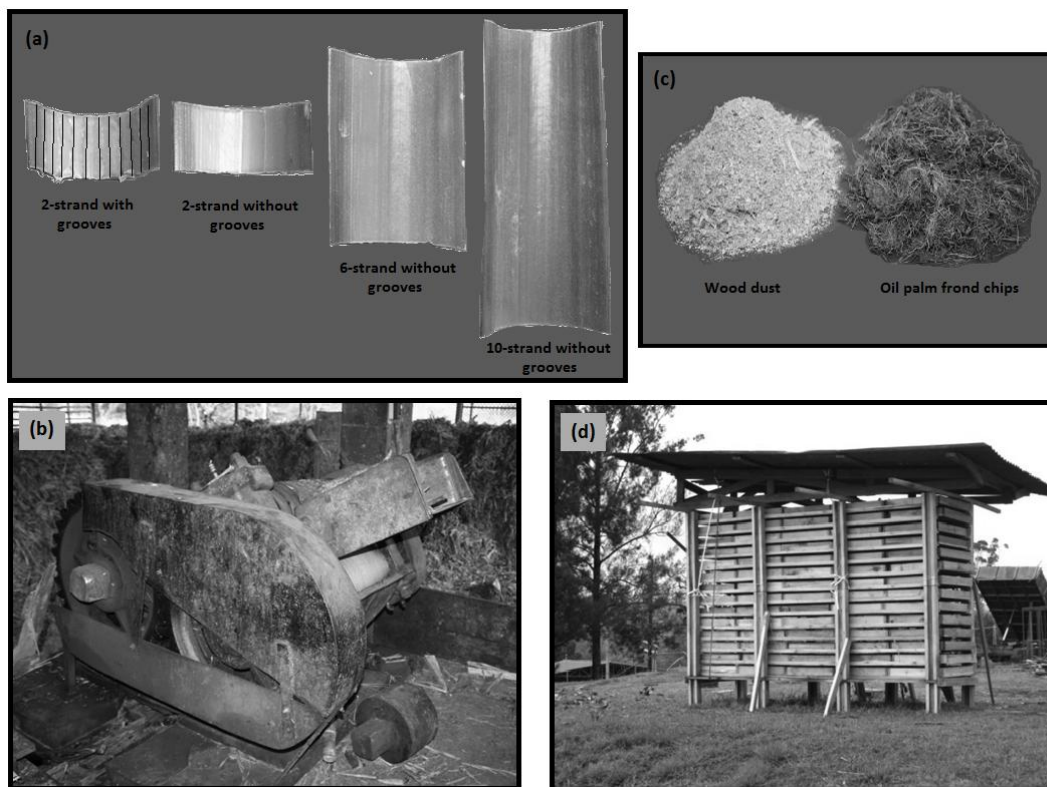 (a)
2-strand with
grooves
2-strand without
grooves
6-strand without
grooves
10-strand without
grooves
(c)
Wood dust
Oil palm frond chips
(b)
(d)